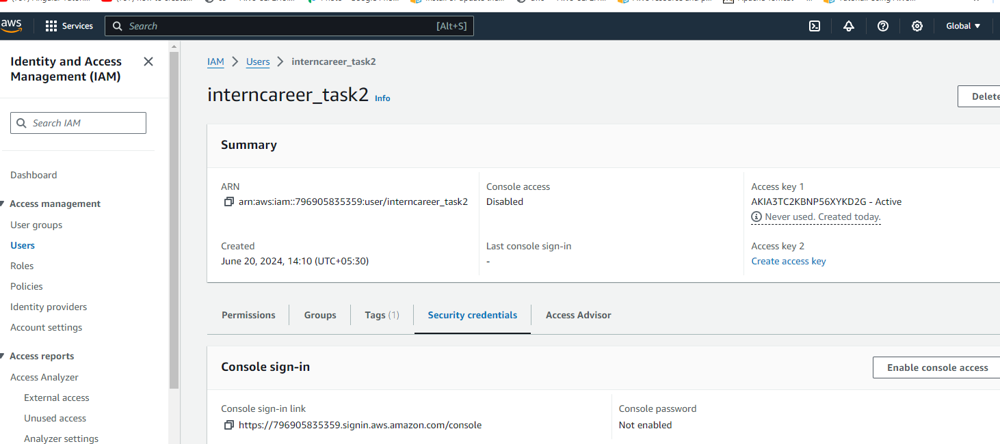 aws
Services
Search
[Alt+S]
Global
Identity and Access
Management (IAM)
Search IAM
Dashboard
Access management
User groups
Users
Roles
Policies
Identity providers
Account settings
Access reports
Access Analyzer
External access
Unused access
Analyzer settings
IAM > Users > interncareer_task2
interncareer_task2 Info
Delete
Summary
ARN
arn:aws:iam::796905835359:user/interncareer_task2
Created
June 20, 2024, 14:10 (UTC+05:30)
Console access
Disabled
Last console sign-in
-
Access key 1
AKIA3TC2KBNP56XYKD2G - Active
Never used. Created today.
Access key 2
Create access key
Permissions
Groups
Tags (1)
Security credentials
Access Advisor
Console sign-in
Enable console access
Console sign-in link
https://796905835359.signin.aws.amazon.com/console
Console password
Not enabled